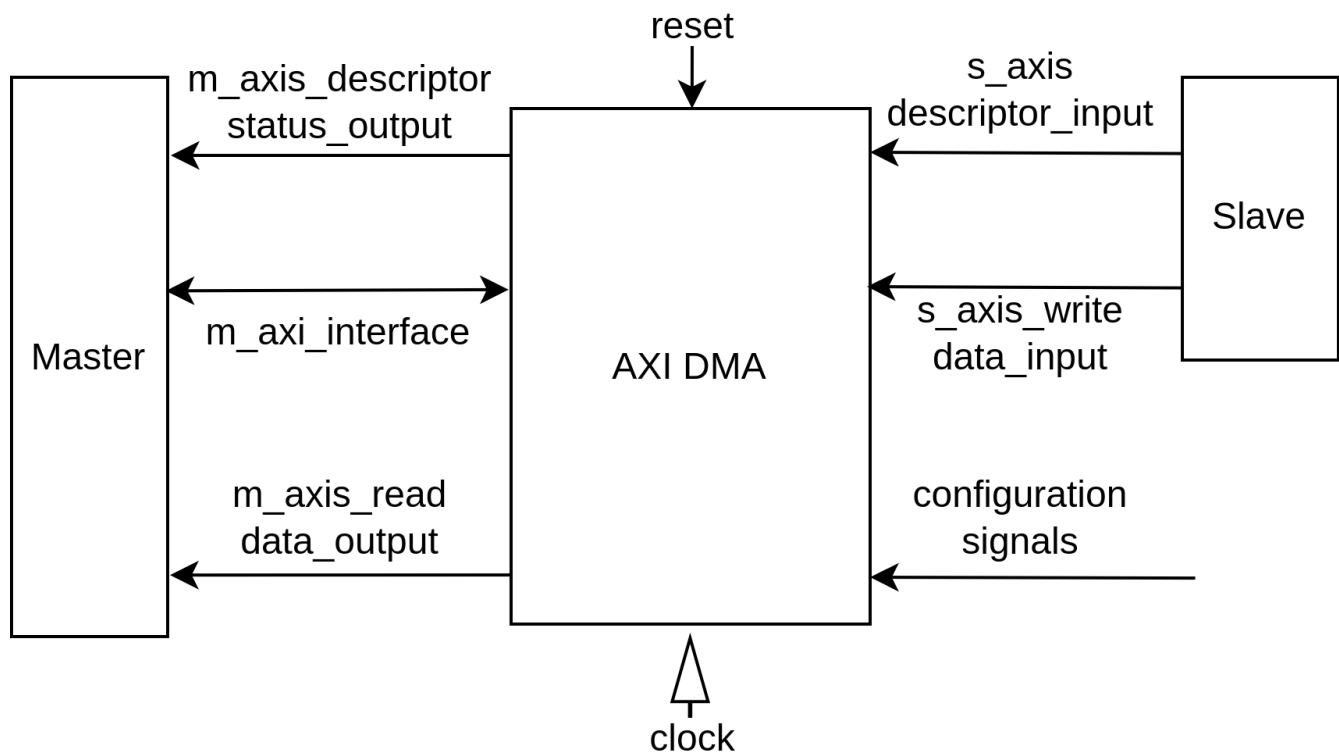 reset
m_axis_descriptor
status_output
s_axis
descriptor_input
Slave
m_axi_interface
s_axis_write
data_input
Master
AXI DMA
m_axis_read
data_output
configuration
signals
clock